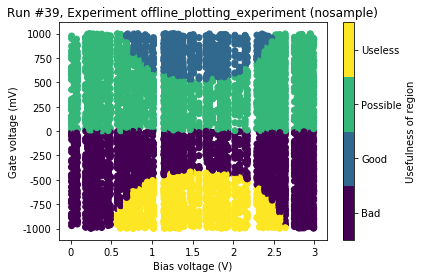 Run #39, Experiment offline_plotting_experiment (nosample)
1000
750
500
250
0
-250
-500
-750
-1000
Gate voltage (mV)
0
0.5
1
1.5
2
2.5
3
Bias voltage (V)
Useless
Possible
Good
Bad
Usefulness of region